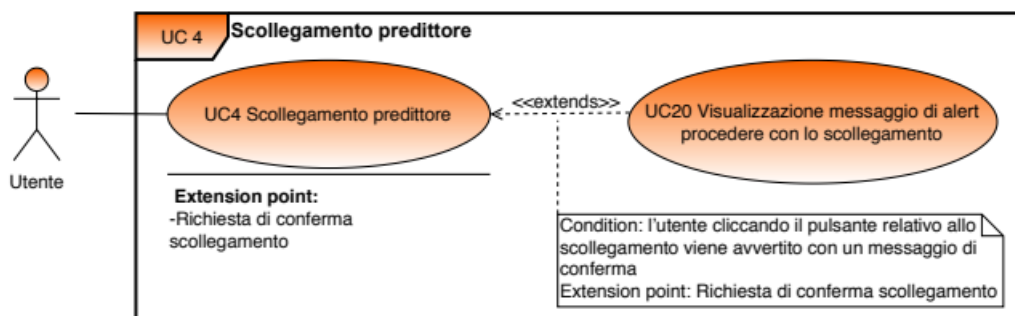 UC 4
Scollegamento predittore
UC4 Scollegamento predittore
<<extends>>
UC20 Visualizzazione messaggio di alert
procedere con lo scollegamento
Utente
Extension point:
-Richiesta di conferma
scollegamento
Condition: l'utente cliccando il pulsante relativo allo
scollegamento viene avvertito con un messaggio di
conferma
Extension point: Richiesta di conferma scollegamento